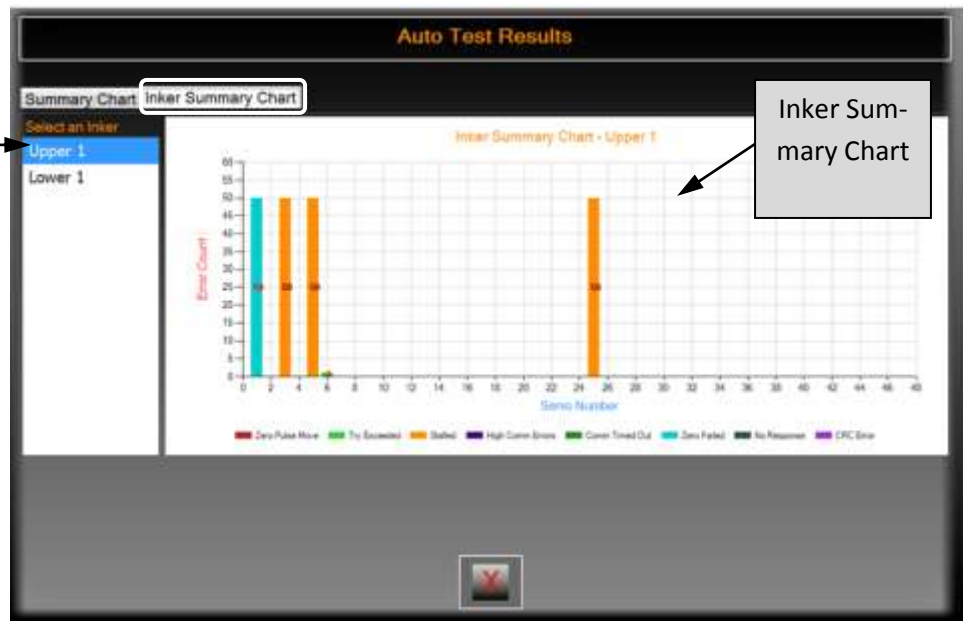 Auto Test Results
Summary Chart
Inker Summary Chart
Select an Inker
Upper 1
Lower 1
Inker Summary Chart - Upper 1
Error Count
60
55
50
45
40
35
30
25
20
15
10
5
0
50
50
50
50
0 2 4 6 8 10 12 14 16 18 20 22 24 26 28 30 32 34 36 38 40 42 44 46 48
Servo Number
Zero Pulse Move Try Exceeded Stalled High Comm Errors Comm Timed Out Zero Failed No Response CRC Error
Inker Sum-
mary Chart
X